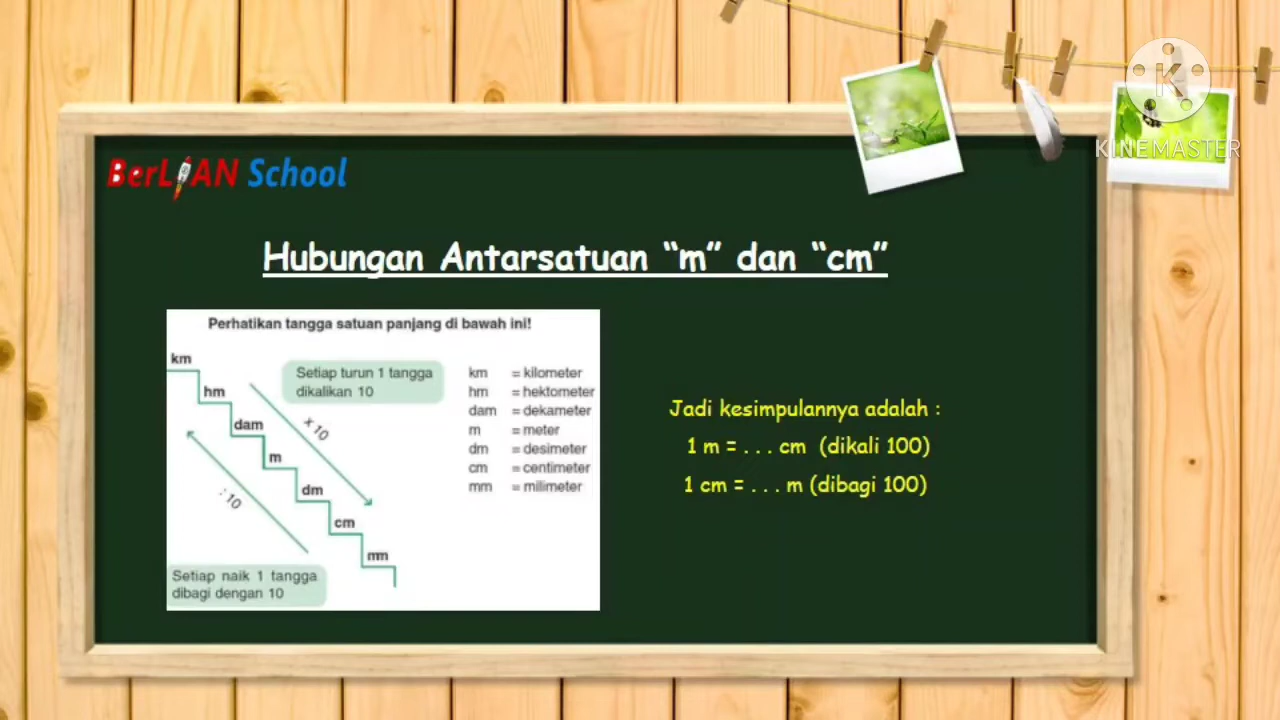 KINEMASTER
BerLIAN School
Hubungan Antarsatuan “m” dan “cm”
Perhatikan tangga satuan panjang di bawah ini!
km
hm
dam
m
dm
cm
mm
Setiap turun 1 tangga
dikalikan 10
x 10
: 10
Setiap naik 1 tangga
dibagi dengan 10
km = kilometer
hm = hektometer
dam = dekameter
m = meter
dm = desimeter
cm = centimeter
mm = milimeter
Jadi kesimpulannya adalah :
1 m = . . . cm (dikali 100)
1 cm = . . . m (dibagi 100)